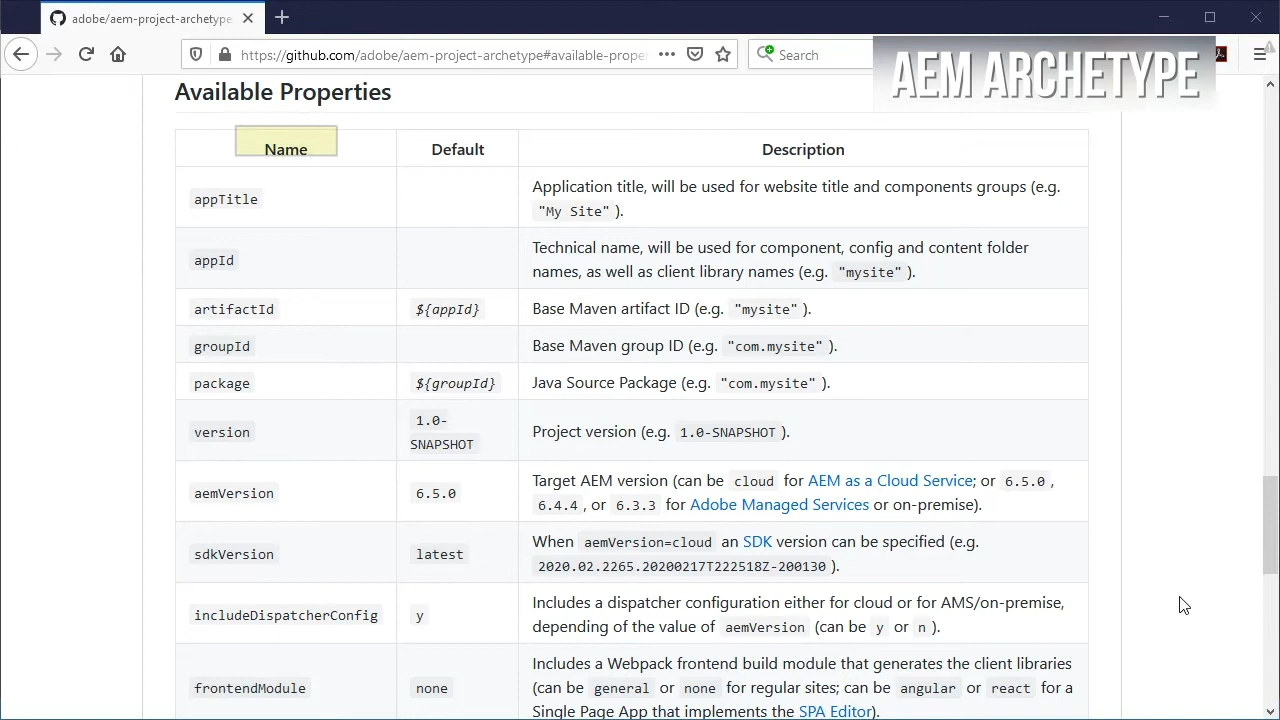 adobe/aem-project-archetype
https://github.com/adobe/aem-project-archetype#available-prope
Search
AEM ARCHETYPE
Available Properties
Name Default Description
appTitle
Application title, will be used for website title and components groups (e.g.
"My Site" ).
appId
Technical name, will be used for component, config and content folder
names, as well as client library names (e.g. "mysite" ).
artifactId ${appId} Base Maven artifact ID (e.g. "mysite" ).
groupId Base Maven group ID (e.g. "com.mysite" ).
package ${groupId} Java Source Package (e.g. "com.mysite" ).
version 1.0-
SNAPSHOT Project version (e.g. 1.0-SNAPSHOT ).
aemVersion 6.5.0
Target AEM version (can be cloud for AEM as a Cloud Service; or 6.5.0 ,
6.4.4 , or 6.3.3 for Adobe Managed Services or on-premise).
sdkVersion latest
When aemVersion=cloud an SDK version can be specified (e.g.
2020.02.2265.20200217T222518Z-200130 ).
includeDispatcherConfig y
Includes a dispatcher configuration either for cloud or for AMS/on-premise,
depending of the value of aemVersion (can be y or n ).
frontendModule none
Includes a Webpack frontend build module that generates the client libraries
(can be general or none for regular sites; can be angular or react for a
Single Page App that implements the SPA Editor).